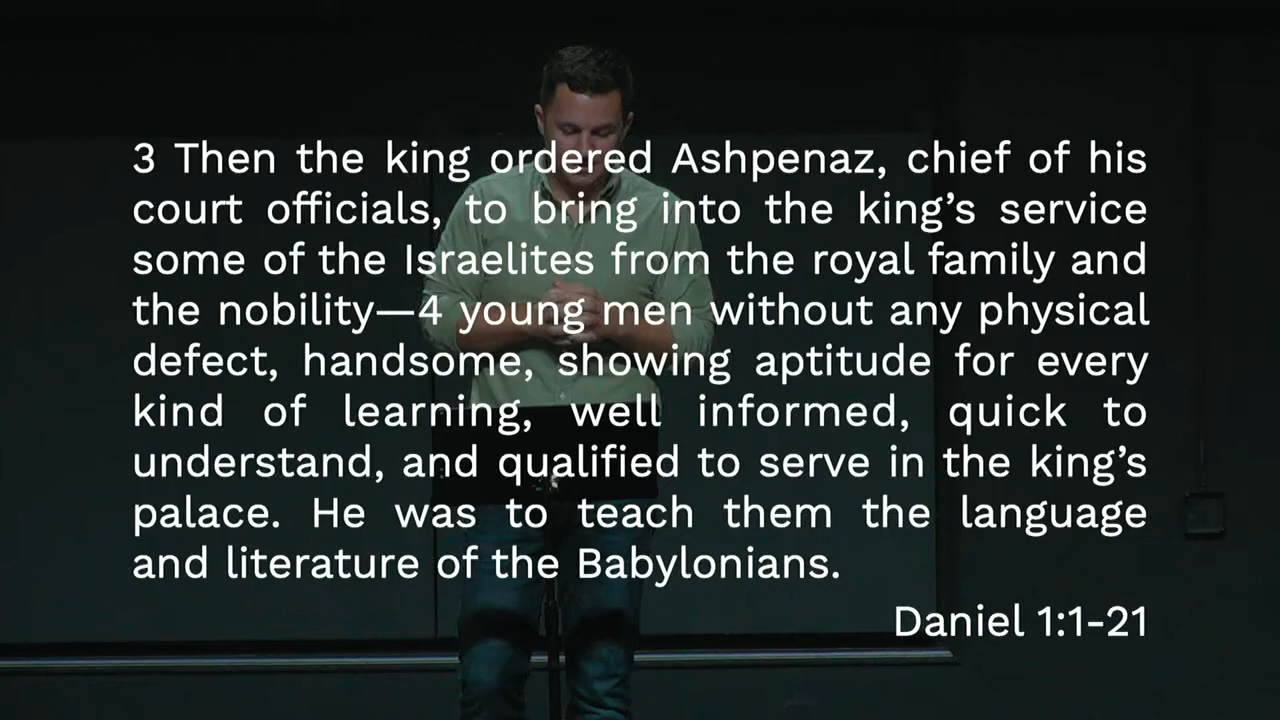 3 Then the king ordered Ashpenaz, chief of his
court officials, to bring into the king’s service
some of the Israelites from the royal family and
the nobility—4 young men without any physical
defect, handsome, showing aptitude for every
kind of learning, well informed, quick to
understand, and qualified to serve in the king’s
palace. He was to teach them the language
and literature of the Babylonians.
Daniel 1:1-21